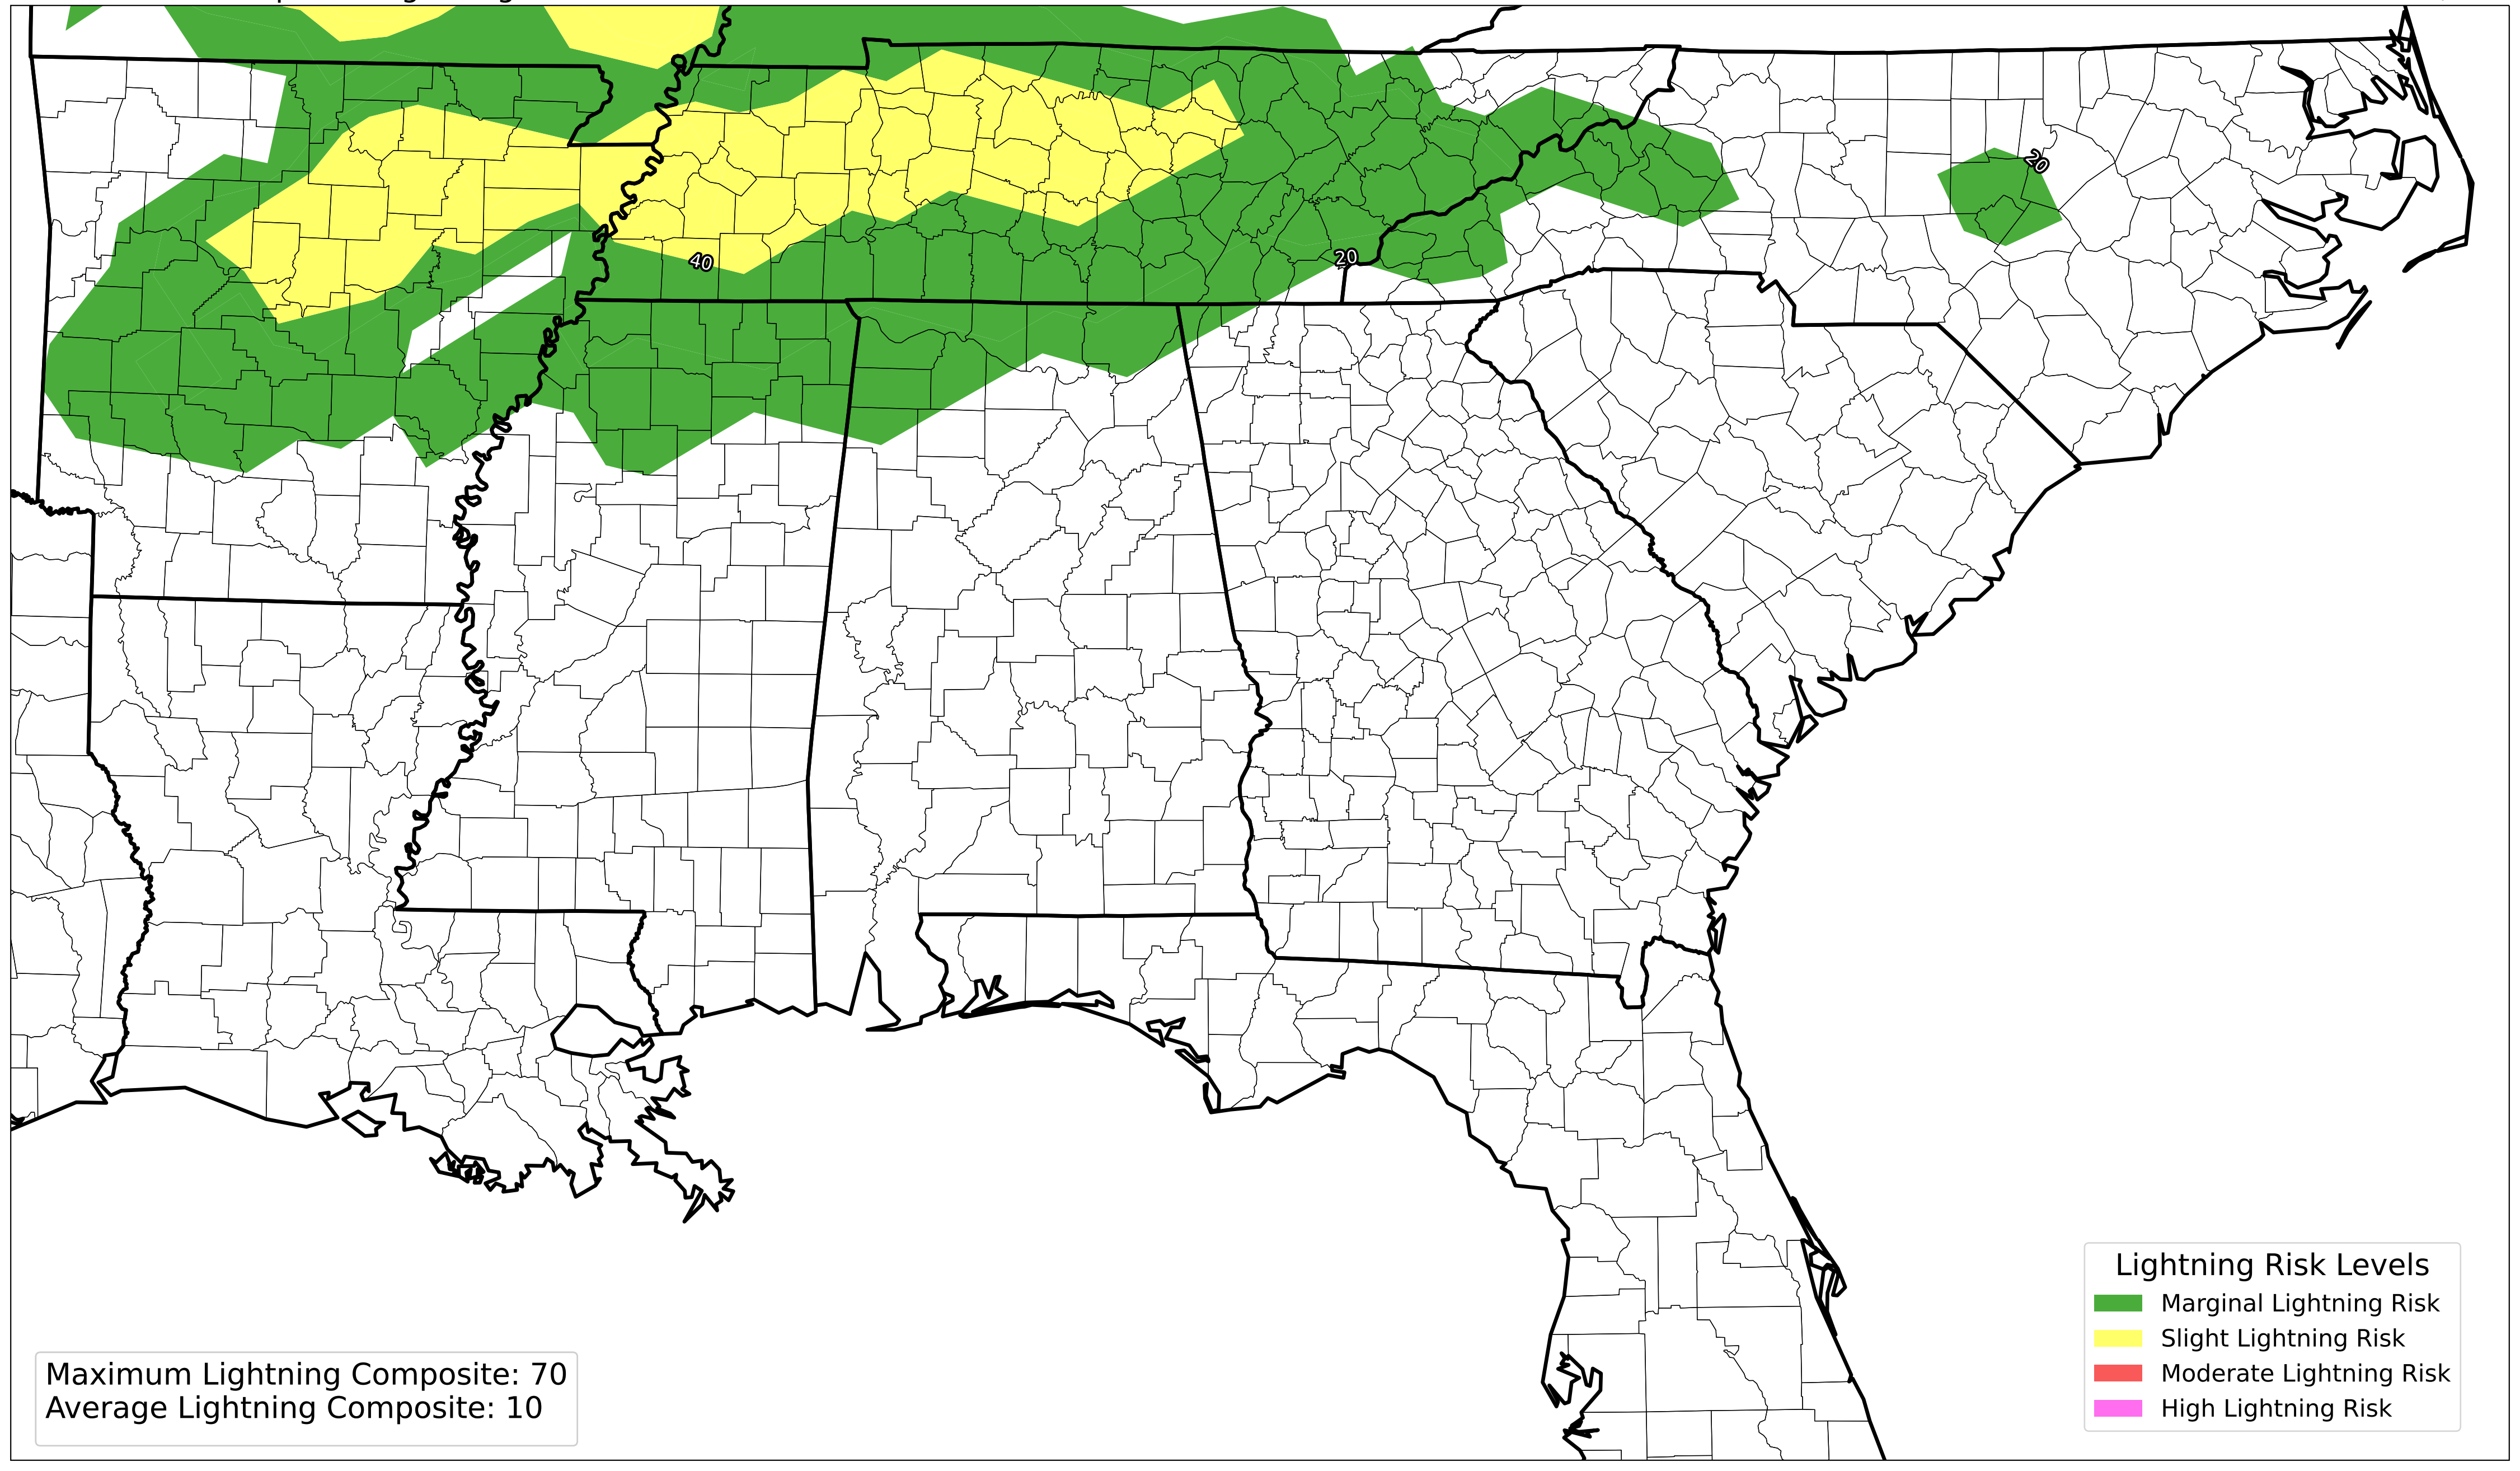 20
20
40
Lightning Risk Levels
Marginal Lightning Risk
Slight Lightning Risk
Moderate Lightning Risk
High Lightning Risk
Maximum Lightning Composite: 70
Average Lightning Composite: 10